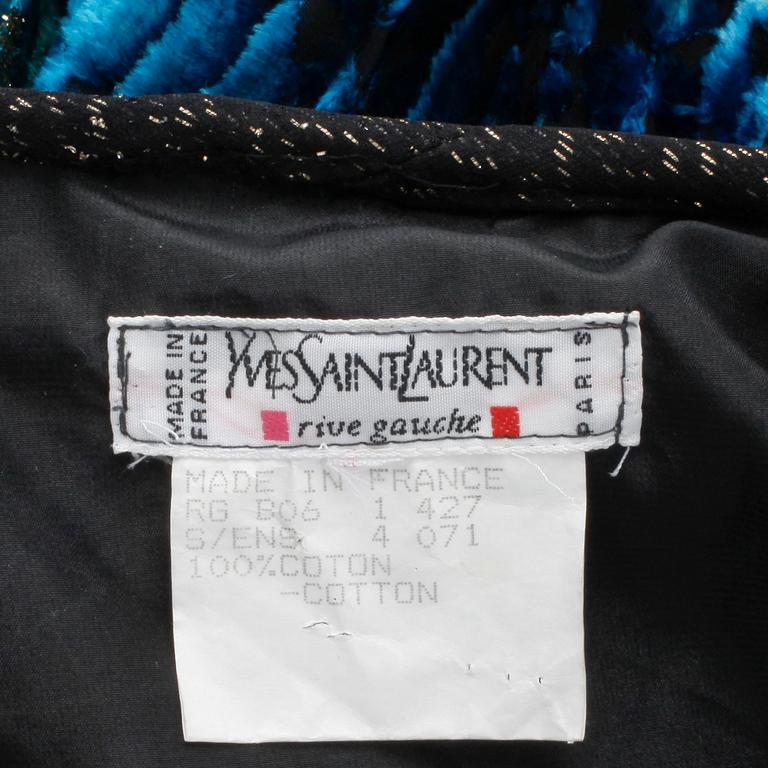 MADE IN
FRANCE
YVES SAINT LAURENT
rive gauche
PARIS
MADE IN FRANCE
RG B06 1 427
S/ENS 4 071
100% COTON
-COTTON